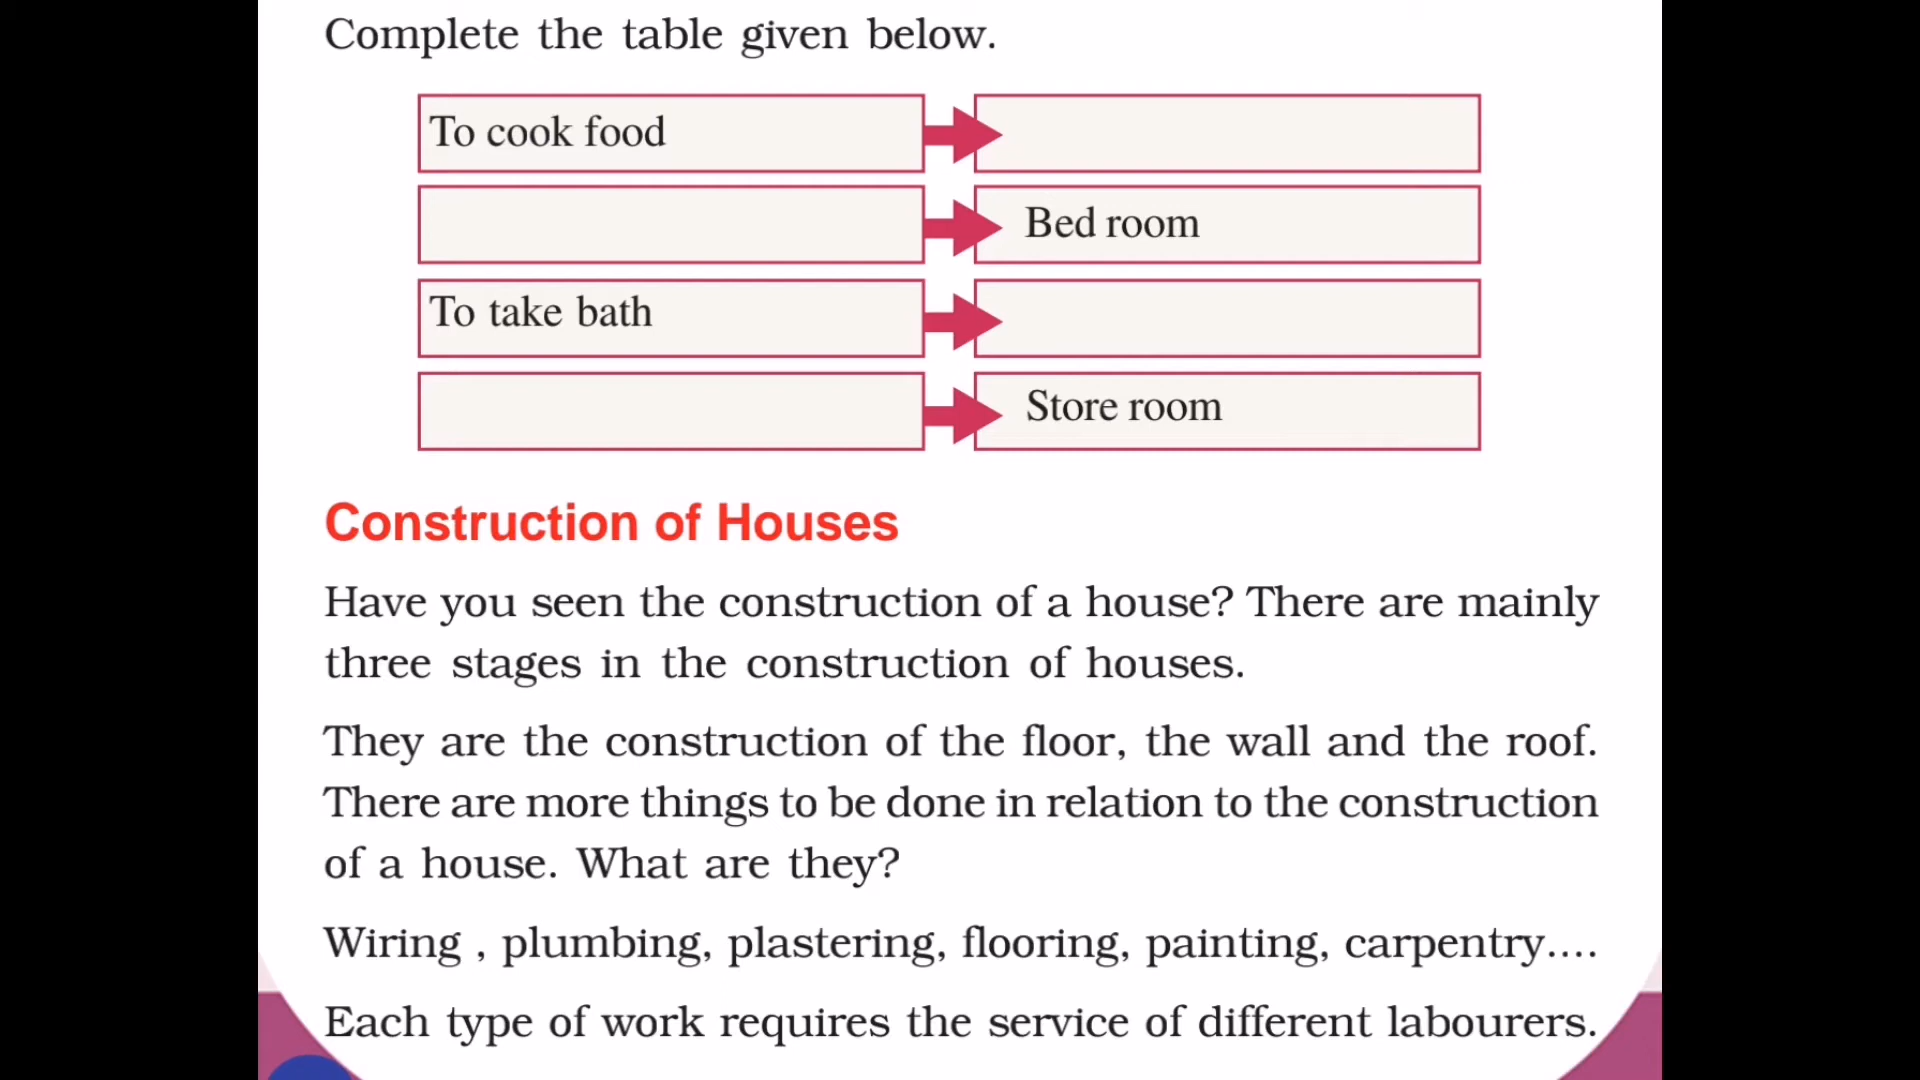 Complete the table given below.
To cook food
Bed room
To take bath
Store room
Construction of Houses
Have you seen the construction of a house? There are mainly
three stages in the construction of houses.
They are the construction of the floor, the wall and the roof.
There are more things to be done in relation to the construction
of a house. What are they?
Wiring , plumbing, plastering, flooring, painting, carpentry....
Each type of work requires the service of different labourers.